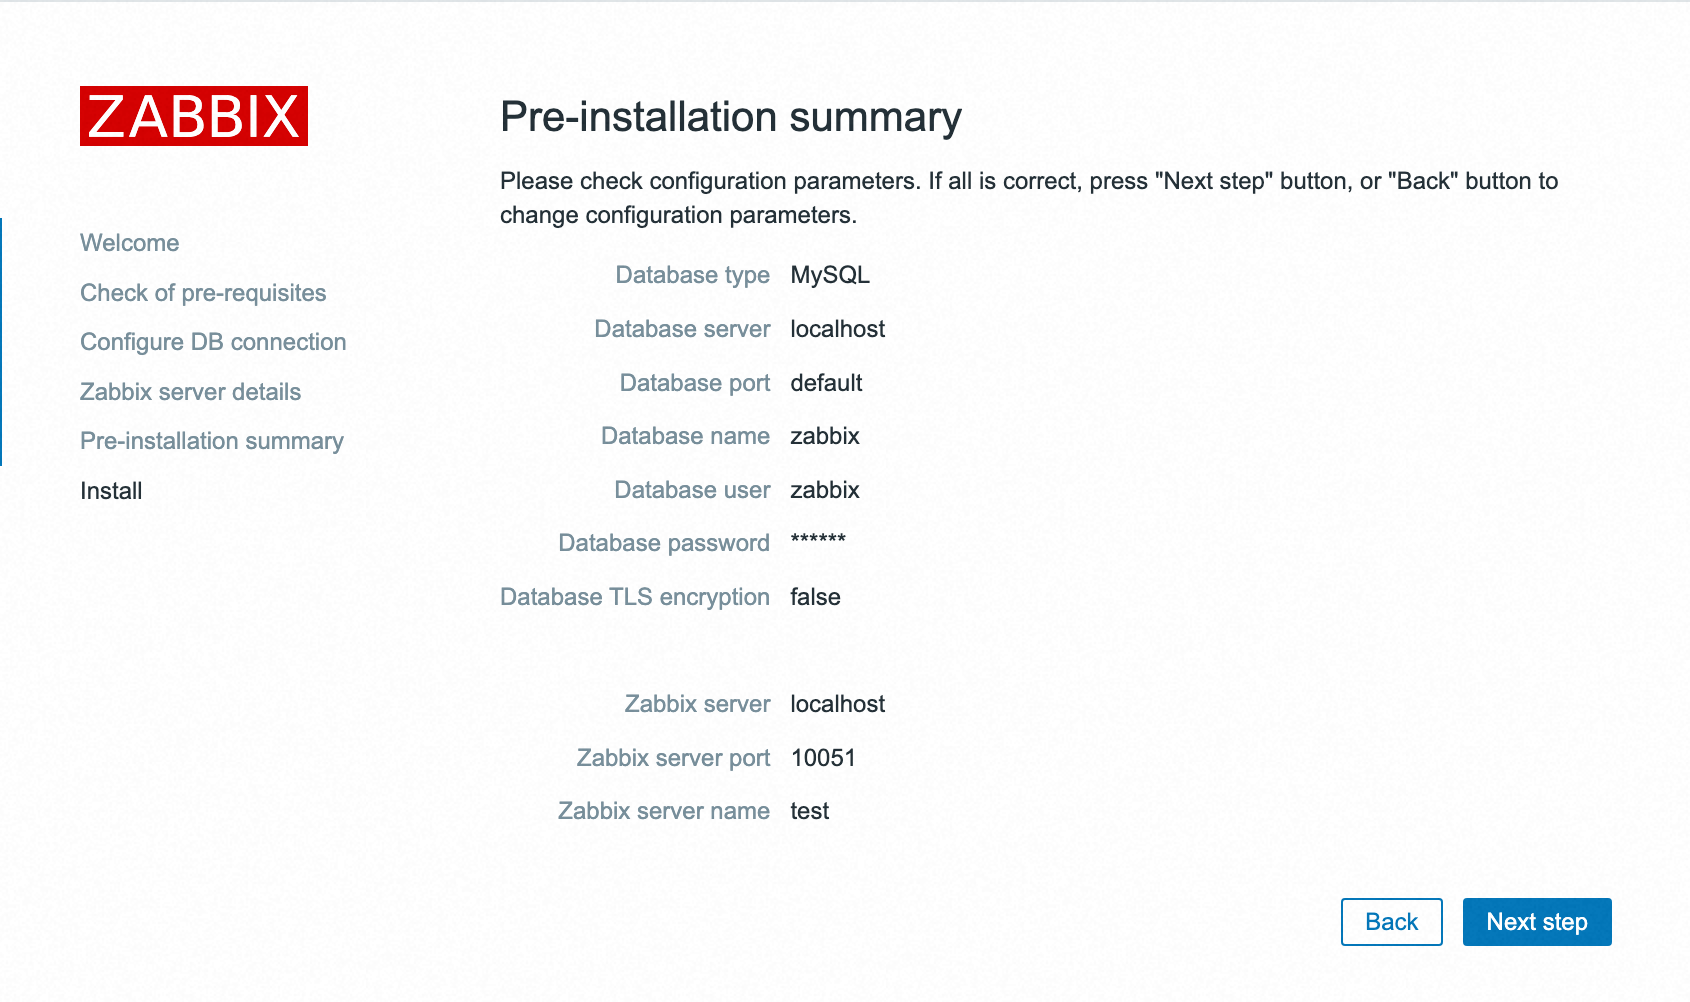 ZABBIX
Welcome
Check of pre-requisites
Configure DB connection
Zabbix server details
Pre-installation summary
Install
Pre-installation summary
Please check configuration parameters. If all is correct, press "Next step" button, or "Back" button to
change configuration parameters.
Database type MySQL
Database server localhost
Database port default
Database name zabbix
Database user zabbix
Database password ******
Database TLS encryption false
Zabbix server localhost
Zabbix server port 10051
Zabbix server name test
Back Next step